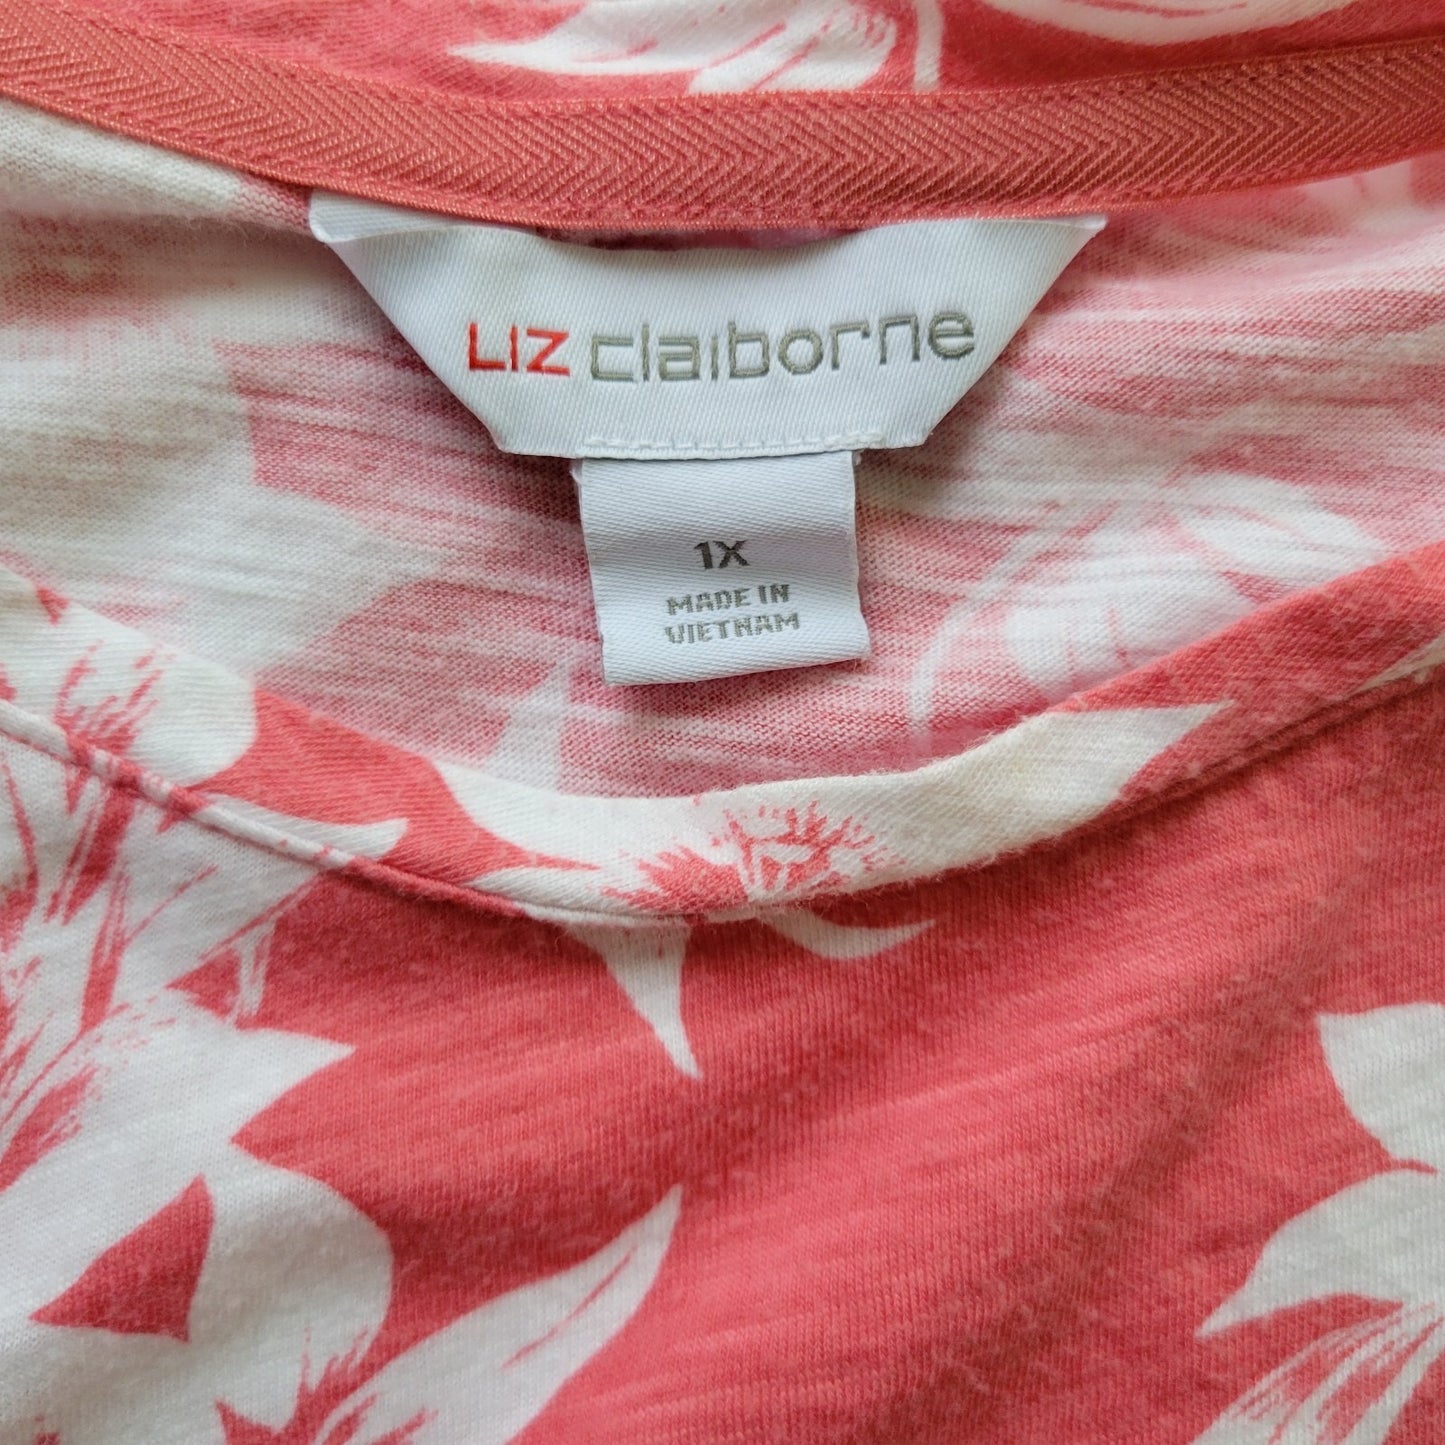 LIZ claiborne
1X
MADE IN
VIETNAM